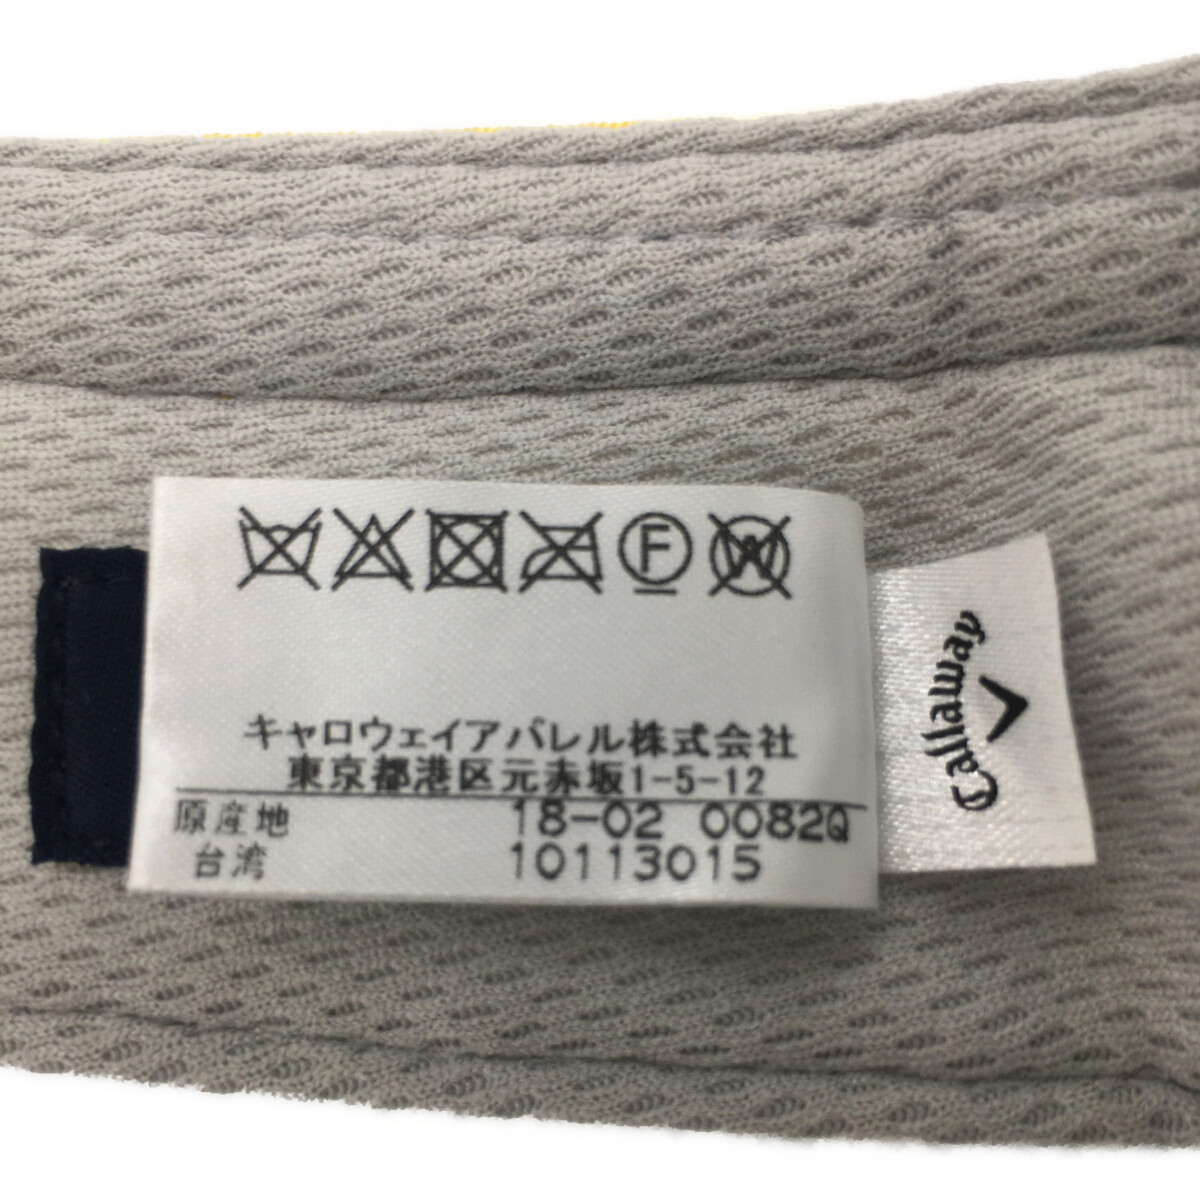 F W
キャロウェイアパレル株式会社
東京都港区元赤坂1-5-12
原産地 18-02 0082Q
台湾 10113015
Callaway